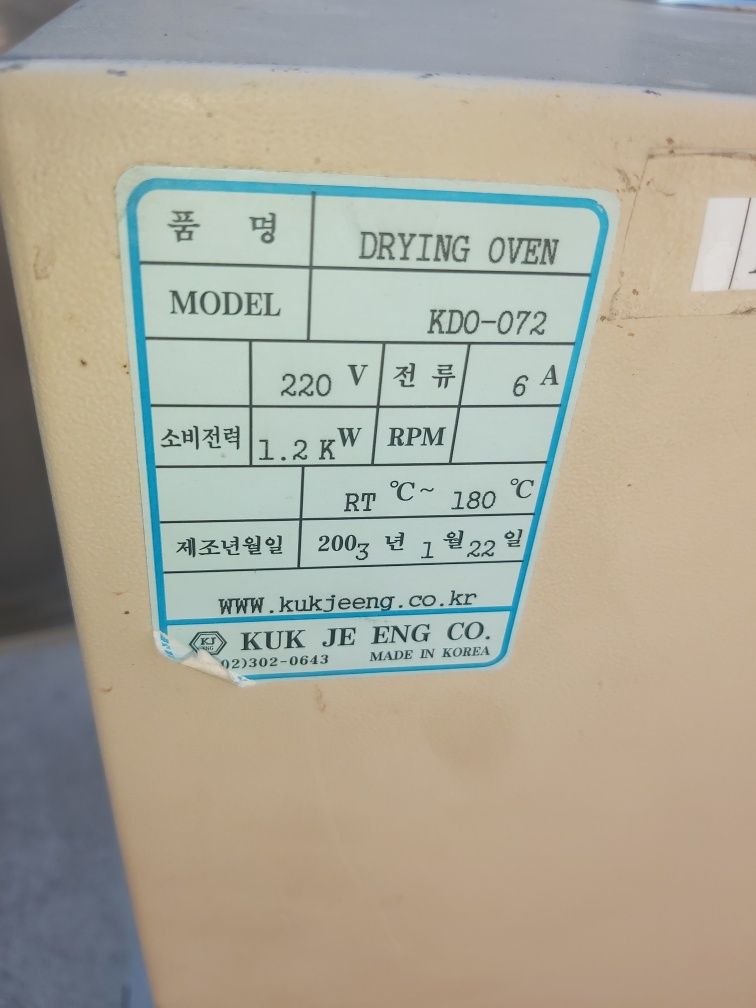 품 명 DRYING OVEN
MODEL KDO-072
220 V 전 류 6 A
소비전력 1.2 K W RPM
RT ℃~ 180 ℃
제조년월일 2003 년 1 월 22 일
WWW.kukjeeng.co.kr
KJ ENG KUK JE ENG CO.
02)302-0643 MADE IN KOREA